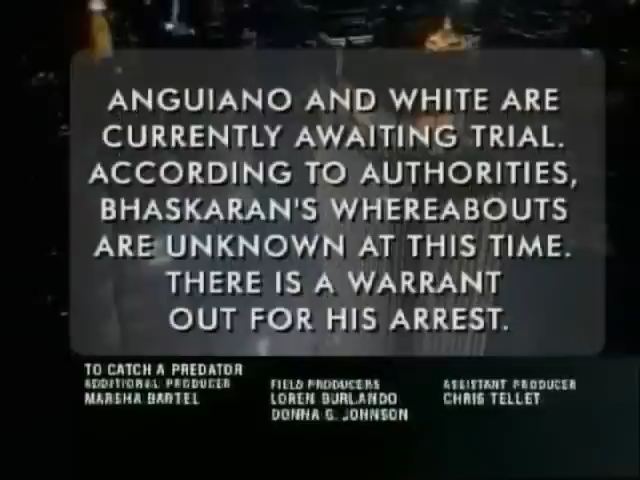 ANGUIANO AND WHITE ARE
CURRENTLY AWAITING TRIAL.
ACCORDING TO AUTHORITIES,
BHASKARAN'S WHEREABOUTS
ARE UNKNOWN AT THIS TIME.
THERE IS A WARRANT
OUT FOR HIS ARREST.
TO CATCH A PREDATOR
ADDITIONAL PRODUCER
MARSHA BARTEL
FIELD PRODUCERS
LOREN BURLANDO
DONNA G. JOHNSON
ASSISTANT PRODUCER
CHRIS TELLET